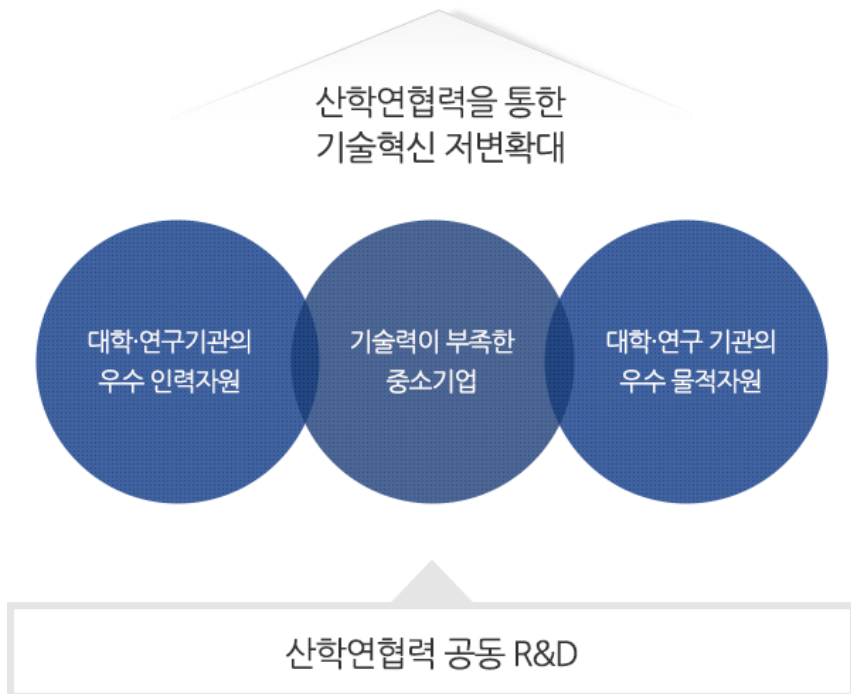 산학연협력을 통한
기술혁신 저변확대
대학·연구기관의
우수 인력자원
기술력이 부족한
중소기업
대학·연구 기관의
우수 물적자원
산학연협력 공동 R&D